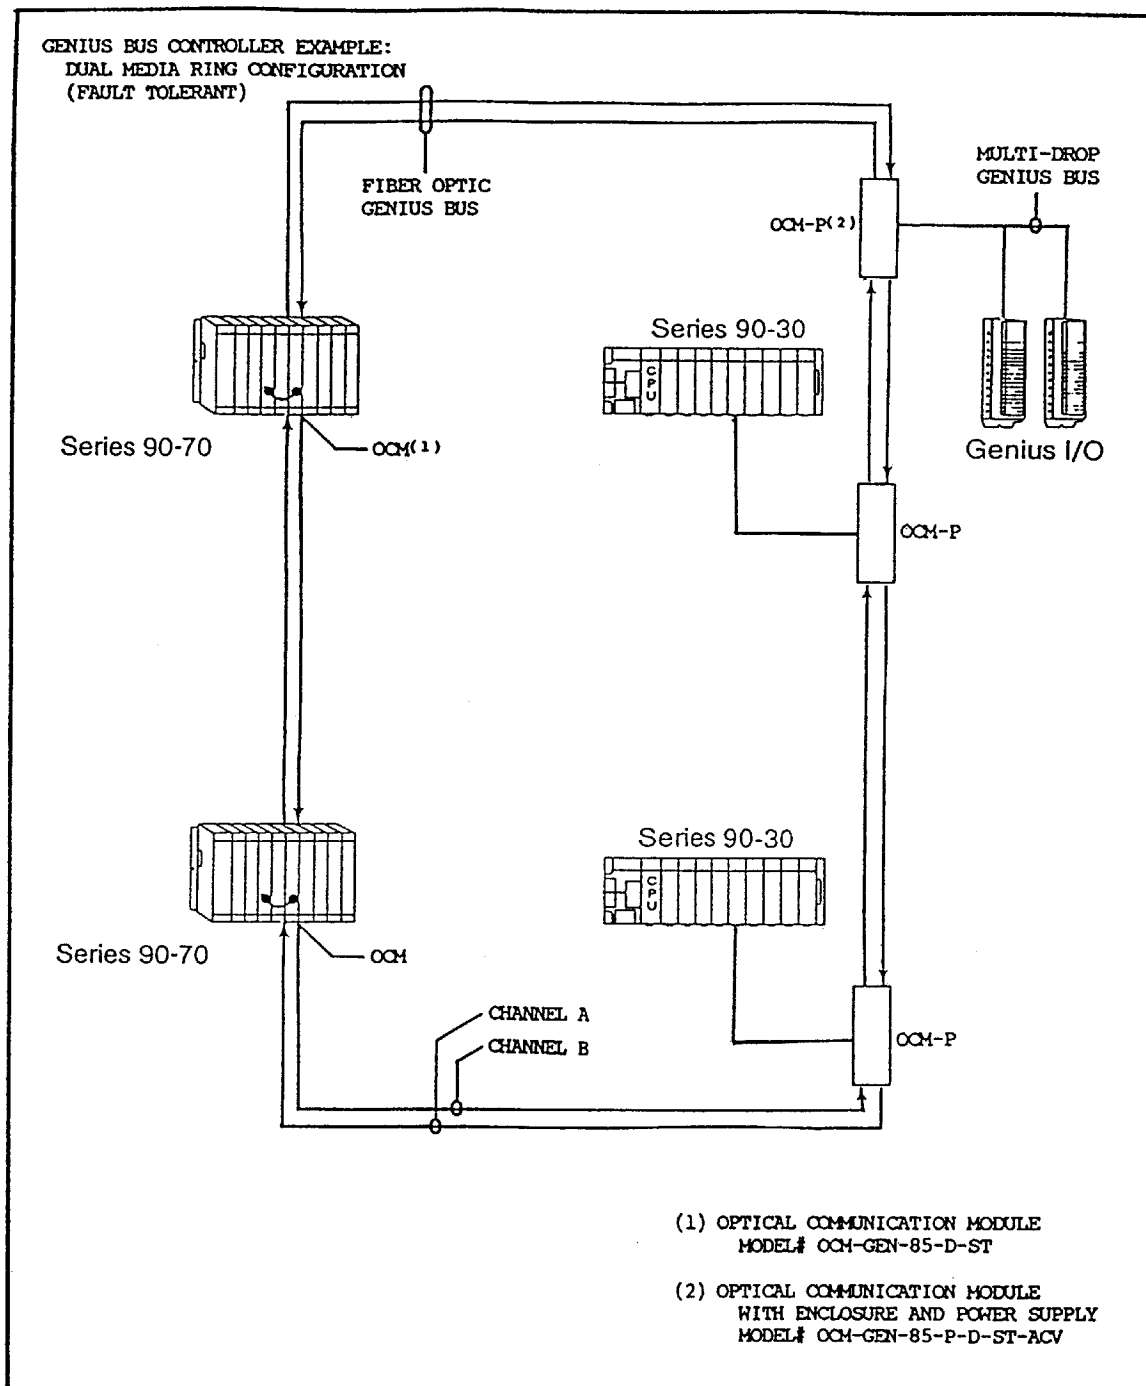 GENIUS BUS CONTROLLER EXAMPLE:
DUAL MEDIA RING CONFIGURATION
(FAULT TOLERANT)
FIBER OPTIC
GENIUS BUS
MULTI-DROP
GENIUS BUS
OCM-P(2)
Series 90-30
CPU
Series 90-70
OCM(1)
Genius I/O
OCM-P
Series 90-30
CPU
Series 90-70
OCM
CHANNEL A
CHANNEL B
OCM-P
(1) OPTICAL COMMUNICATION MODULE
MODEL# OCM-GEN-85-D-ST
(2) OPTICAL COMMUNICATION MODULE
WITH ENCLOSURE AND POWER SUPPLY
MODEL# OCM-GEN-85-P-D-ST-ACV